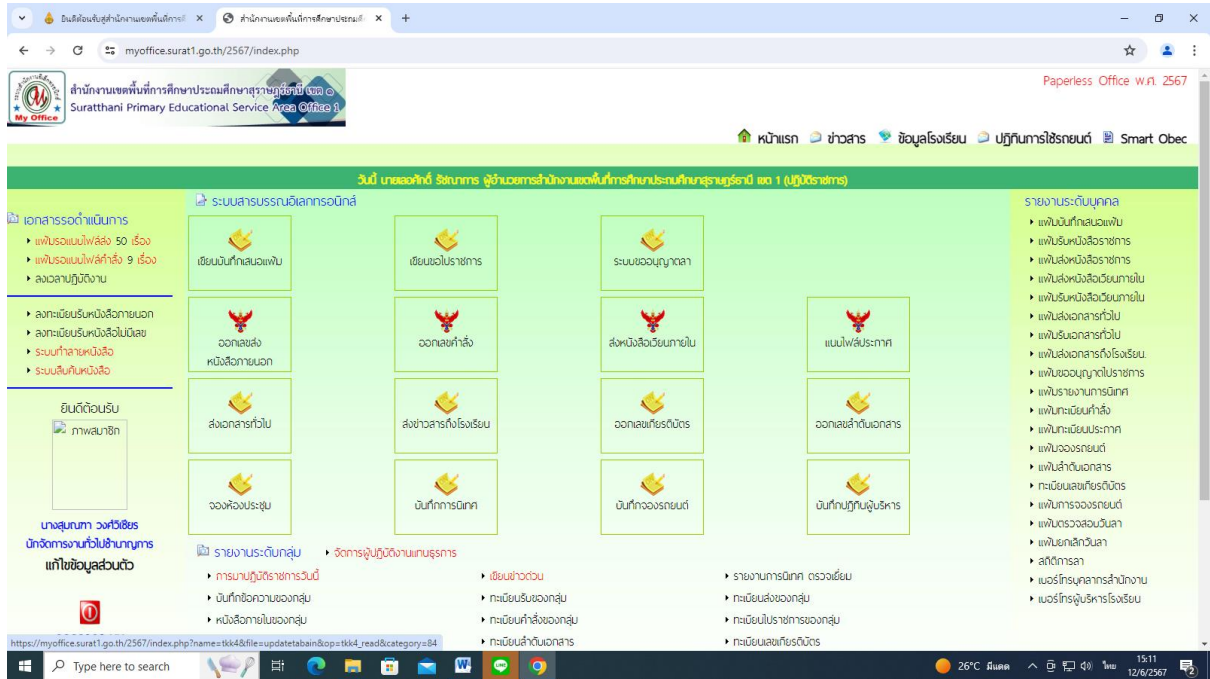 อินดีต้อนรับสู่สำนักงานเขตพื้นที่การศึ
สำนักงานเขตพื้นที่การศึกษาประถมศึ
myoffice.surat1.go.th/2567/index.php
สำนักงานเขตพื้นที่การศึกษาประถมศึกษาสุราษฎร์ธานี เขต ๑
Suratthani Primary Educational Service Area Office 1
My Office
Paperless Office พ.ศ. 2567
หน้าแรก ข่าวสาร ข้อมูลโรงเรียน ปฏิทินการใช้รถยนต์ Smart Obec
วันนี้ นายเอกศักดิ์ รัชณาการ ผู้อำนวยการสำนักงานเขตพื้นที่การศึกษาประถมศึกษาสุราษฎร์ธานี เขต 1 (ปฏิบัติราชการ)
เอกสารรอดำเนินการ
แฟ้มรอแนบไฟล์ส่ง 50 เรื่อง
แฟ้มรอแนบไฟล์คำสั่ง 9 เรื่อง
ลงเวลาปฏิบัติงาน
ลงทะเบียนรับหนังสือภายนอก
ลงทะเบียนรับหนังสือไม่มีเลข
ระบบทำลายหนังสือ
ระบบสืบค้นหนังสือ
ยินดีต้อนรับ
ภาพสมาชิก
นางสุมณฑา วงศ์วิเชียร
นักจัดการงานทั่วไปชำนาญการ
แก้ไขข้อมูลส่วนตัว
ระบบสารบรรณอิเลกทรอนิกส์
เขียนบันทึกเสนอแฟ้ม
เขียนขอไปราชการ
ระบบขออนุญาตลา
ออกเลขส่ง
หนังสือภายนอก
ออกเลขคำสั่ง
ส่งหนังสือเวียนภายใน
แนบไฟล์ประกาศ
ส่งเอกสารทั่วไป
ส่งข่าวสารถึงโรงเรียน
ออกเลขเกียรติบัตร
ออกเลขลำดับเอกสาร
จองห้องประชุม
บันทึกการนิเทศ
บันทึกจองรถยนต์
บันทึกปฏิทินผู้บริหาร
รายงานระดับกลุ่ม
จัดการผู้ปฏิบัติงานแทนธุรการ
การมาปฏิบัติราชการวันนี้
เขียนข่าวด่วน
รายงานการนิเทศ ตรวจเยี่ยม
บันทึกข้อความของกลุ่ม
ทะเบียนรับของกลุ่ม
ทะเบียนส่งของกลุ่ม
หนังสือภายในของกลุ่ม
ทะเบียนคำสั่งของกลุ่ม
ทะเบียนไปราชการของกลุ่ม
ทะเบียนลำดับเอกสาร
ทะเบียนเลขเกียรติบัตร
รายงานระดับบุคคล
แฟ้มบันทึกเสนอแฟ้ม
แฟ้มรับหนังสือราชการ
แฟ้มส่งหนังสือราชการ
แฟ้มส่งหนังสือเวียนภายใน
แฟ้มรับหนังสือเวียนภายใน
แฟ้มส่งเอกสารทั่วไป
แฟ้มรับเอกสารทั่วไป
แฟ้มส่งเอกสารถึงโรงเรียน.
แฟ้มขออนุญาตไปราชการ
แฟ้มรายงานการนิเทศ
แฟ้มทะเบียนคำสั่ง
แฟ้มทะเบียนประกาศ
แฟ้มจองรถยนต์
แฟ้มลำดับเอกสาร
ทะเบียนเลขเกียรติบัตร
แฟ้มการจองรถยนต์
แฟ้มตรวจสอบวันลา
แฟ้มยกเลิกวันลา
สถิติการลา
เบอร์โทรบุคลากรสำนักงาน
เบอร์โทรผู้บริหารโรงเรียน
https://myoffice.surat1.go.th/2567/index.php?name=tkk4&file=updatetabain&op=tkk4_read&category=84
Type here to search
26°C มีแดด
ไทย
15:11
12/6/2567